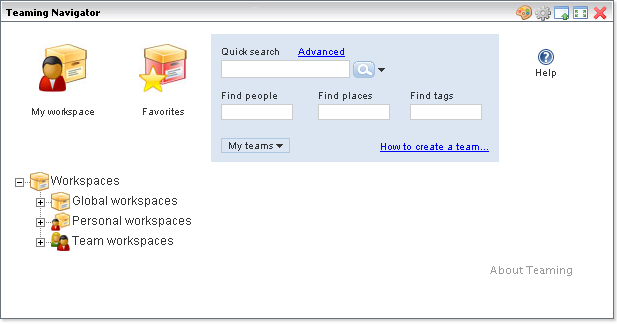 Teaming Navigator
Quick search Advanced
Help
Find people Find places Find tags
My workspace Favorites
My teams How to create a team...
Workspaces
Global workspaces
Personal workspaces
Team workspaces
About Teaming